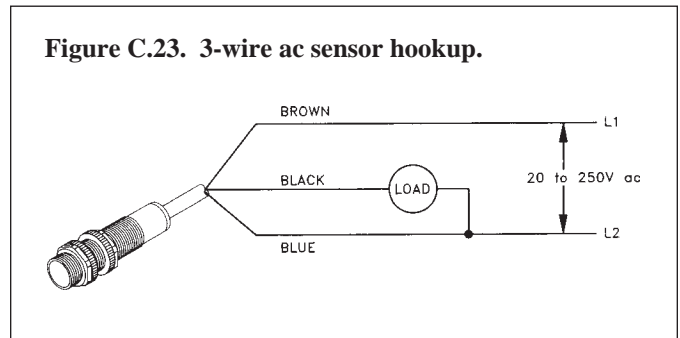 Figure C.23. 3-wire ac sensor hookup.
BROWN
L1
BLACK
LOAD
20 to 250V ac
L2
BLUE